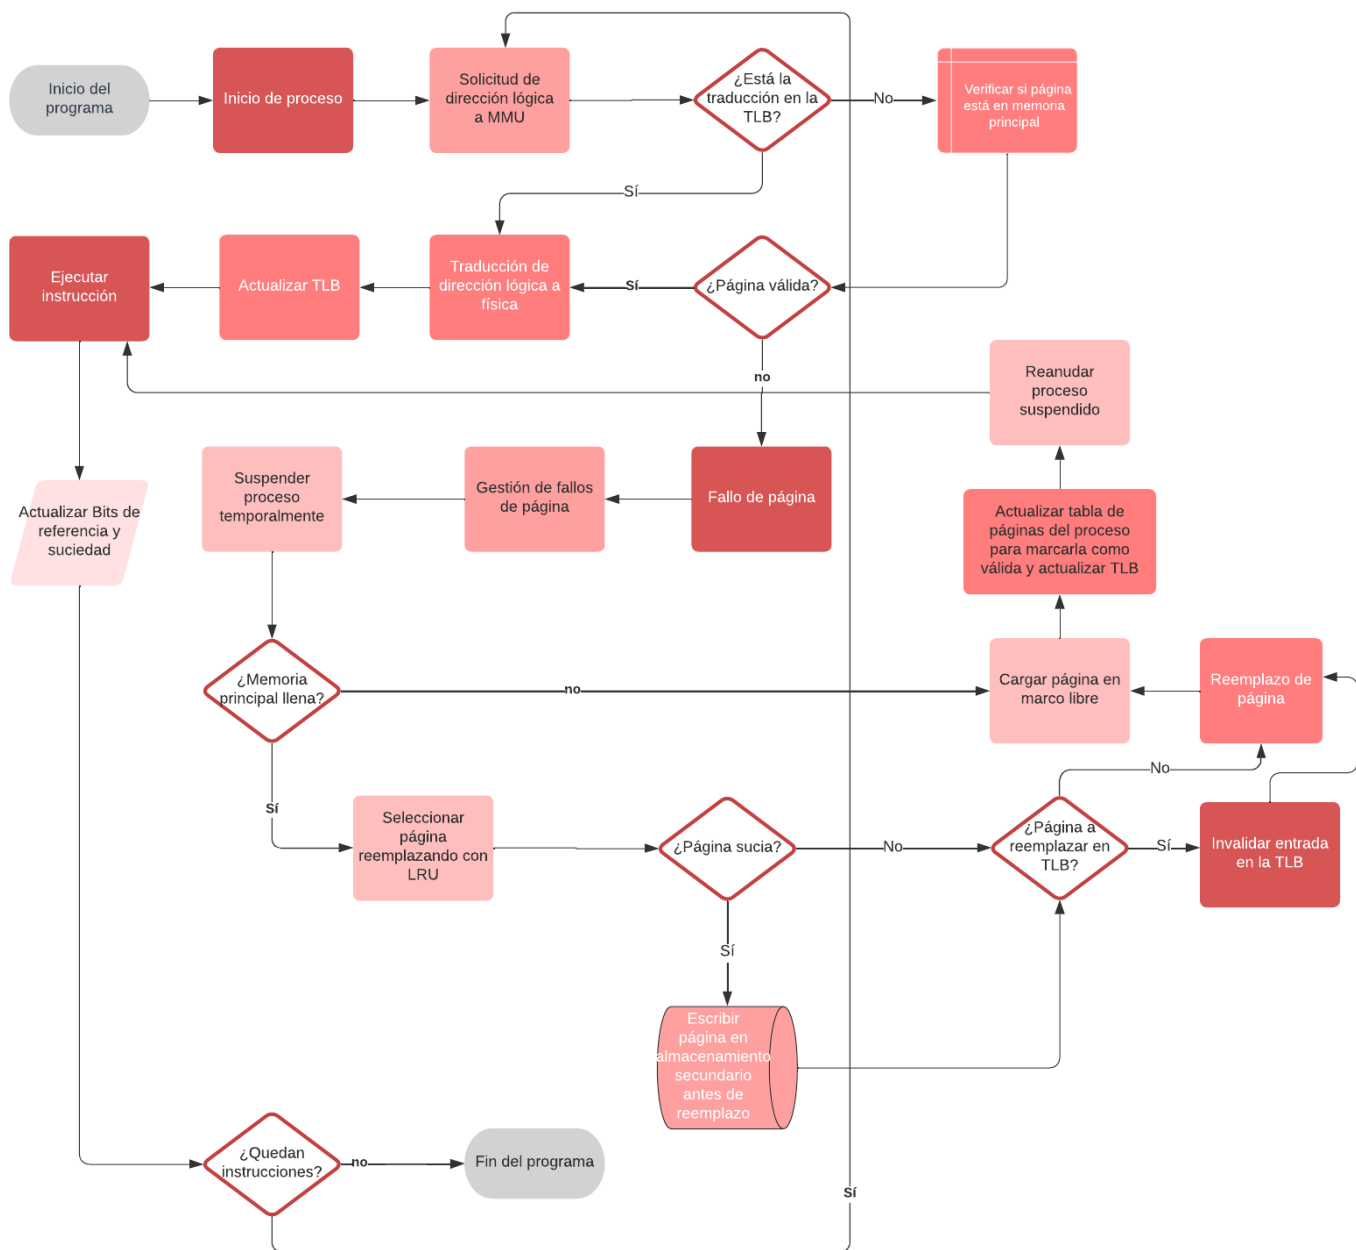 Inicio del
programa
Inicio de proceso
Solicitud de
dirección lógica
a MMU
¿Está la
traducción en la
TLB?
No
Verificar si página
está en memoria
principal
Sí
Ejecutar
instrucción
Actualizar TLB
Traducción de
dirección lógica a
física
Sí
¿Página válida?
no
Reanudar
proceso
suspendido
Suspender
proceso
temporalmente
Gestión de fallos
de página
Fallo de página
Actualizar Bits de
referencia y
suciedad
Actualizar tabla de
páginas del proceso
para marcarla como
válida y actualizar TLB
¿Memoria
principal llena?
no
Cargar página en
marco libre
Reemplazo de
página
No
Sí
Seleccionar
página
reemplazando con
LRU
¿Página sucia?
No
¿Página a
reemplazar en
TLB?
Sí
Invalidar entrada
en la TLB
Sí
Escribir
página en
almacenamiento
secundario
antes de
reemplazo
¿Quedan
instrucciones?
no
Fin del programa
Sí